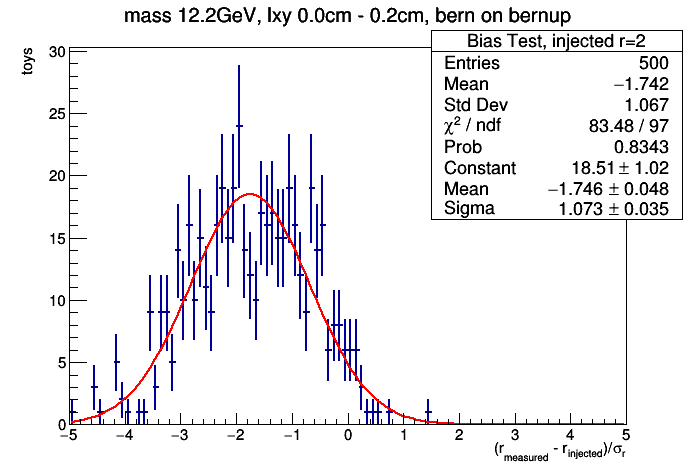 mass 12.2GeV, lxy 0.0cm - 0.2cm, bern on bernup
Bias Test, injected r=2
Entries 500
Mean −1.742
Std Dev 1.067
χ² / ndf 83.48 / 97
Prob 0.8343
Constant 18.51 ± 1.02
Mean −1.746 ± 0.048
Sigma 1.073 ± 0.035
toys
30
25
20
15
10
5
0
−5 −4 −3 −2 −1 0 1 2 3 4 5
(r_measured - r_injected)/σ_r